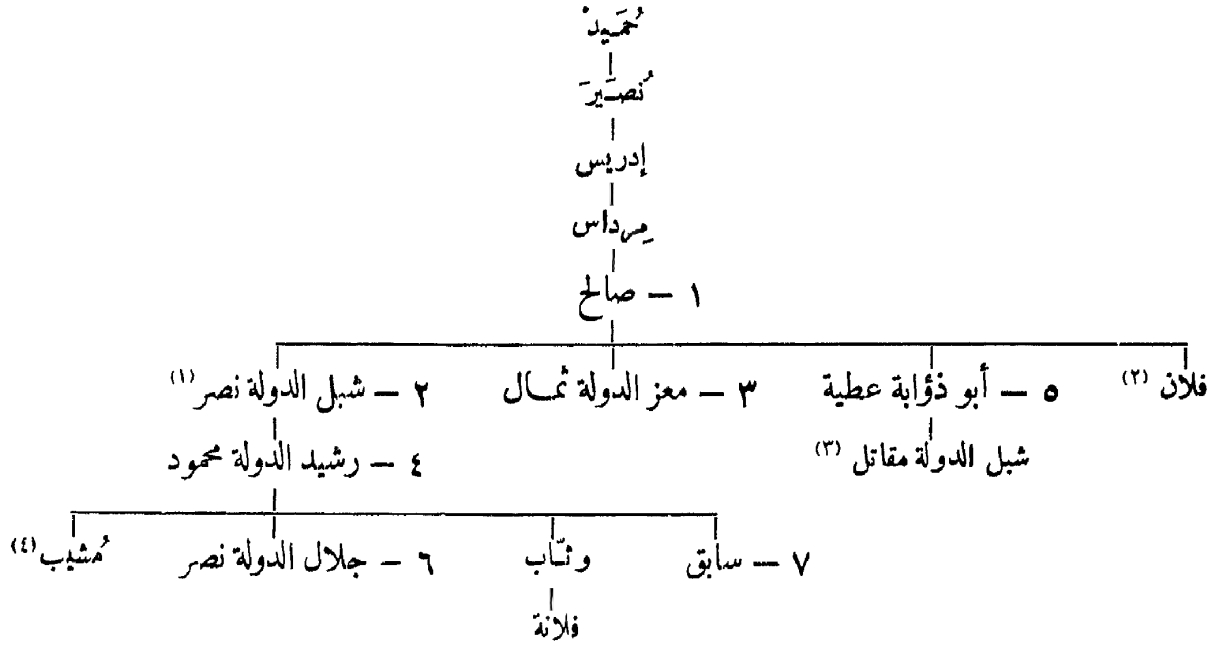 حُمَيدْ
نُصَيرَ
إدريس
مِرداس
١ – صالح
فلان (٢) ٥ – أبو ذؤابة عطية ٣ – معز الدولة ثمال ٢ – شبل الدولة نصر (١)
شبل الدولة مقاتل (٣) ٤ – رشيد الدولة محمود
٧ – سابق وثّاب ٦ – جلال الدولة نصر مُشيب (٤)
فلانة